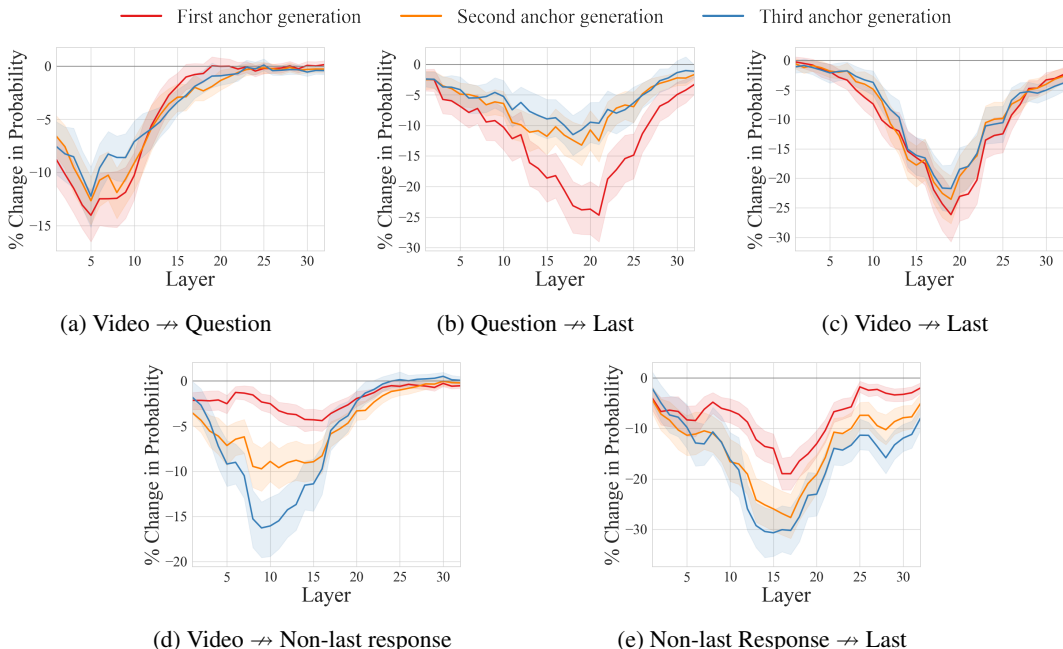 First anchor generation Second anchor generation Third anchor generation
% Change in Probability
0
−5
−10
−15
5 10 15 20 25 30
Layer
(a) Video ↛ Question
% Change in Probability
0
−5
−10
−15
−20
−25
−30
5 10 15 20 25 30
Layer
(b) Question ↛ Last
% Change in Probability
0
−5
−10
−15
−20
−25
−30
5 10 15 20 25 30
Layer
(c) Video ↛ Last
% Change in Probability
0
−5
−10
−15
−20
5 10 15 20 25 30
Layer
(d) Video ↛ Non-last response
% Change in Probability
0
−10
−20
−30
5 10 15 20 25 30
Layer
(e) Non-last Response ↛ Last